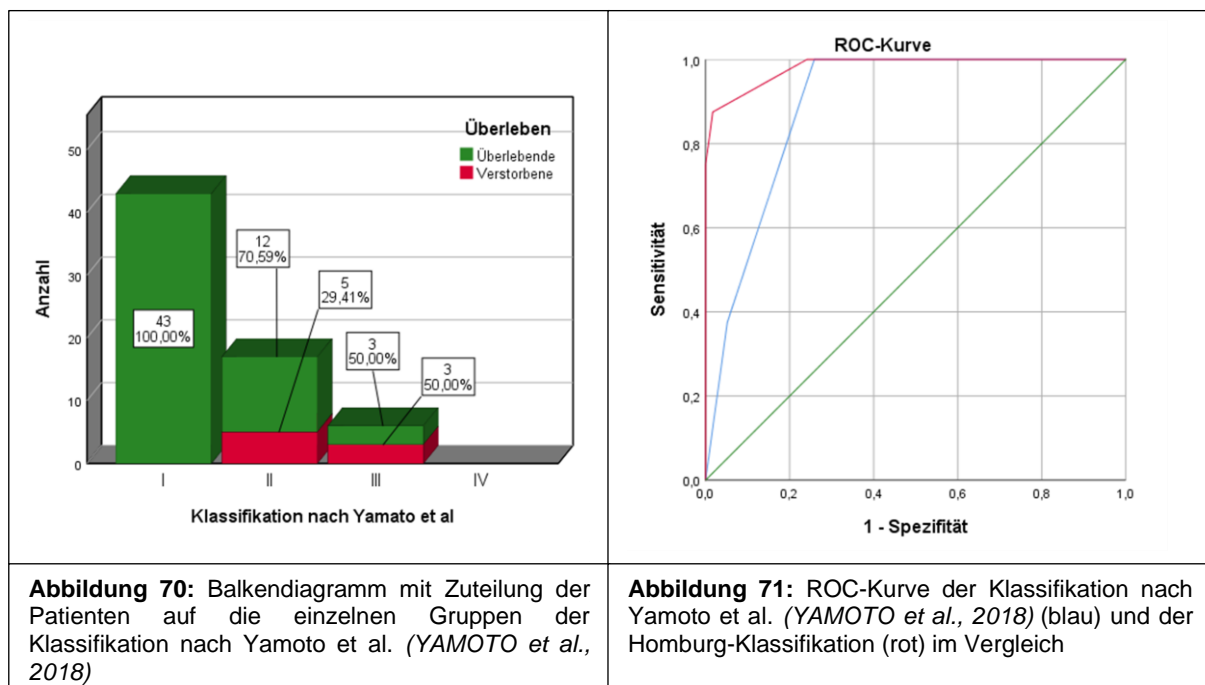 Überleben
Überlebende
Verstorbene
Anzahl
50
40
30
20
10
0
43
100,00%
12
70,59%
5
29,41%
3
50,00%
3
50,00%
I II III IV
Klassifikation nach Yamato et al
ROC-Kurve
Sensitivität
1,0
0,8
0,6
0,4
0,2
0,0
0,0 0,2 0,4 0,6 0,8 1,0
1 - Spezifität
Abbildung 70: Balkendiagramm mit Zuteilung der
Patienten auf die einzelnen Gruppen der
Klassifikation nach Yamoto et al. (YAMOTO et al.,
2018)
Abbildung 71: ROC-Kurve der Klassifikation nach
Yamoto et al. (YAMOTO et al., 2018) (blau) und der
Homburg-Klassifikation (rot) im Vergleich